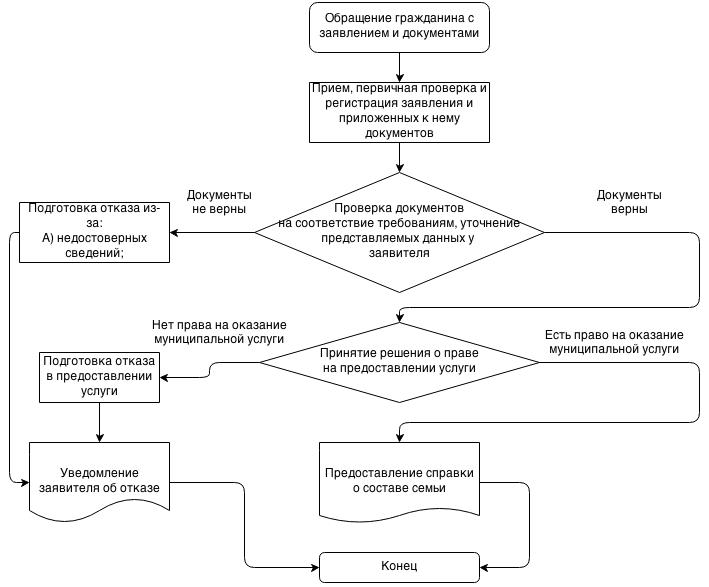 Обращение гражданина с
заявлением и документами
Прием, первичная проверка и
регистрация заявления и
приложенных к нему
документов
Документы
не верны
Документы
верны
Подготовка отказа из-
за:
А) недостоверных
сведений;
Проверка документов
на соответствие требованиям, уточнение
представляемых данных у
заявителя
Нет права на оказание
муниципальной услуги
Есть право на оказание
муниципальной услуги
Подготовка отказа
в предоставлении
услуги
Принятие решения о праве
на предоставлении услуги
Уведомление
заявителя об отказе
Предоставление справки
о составе семьи
Конец